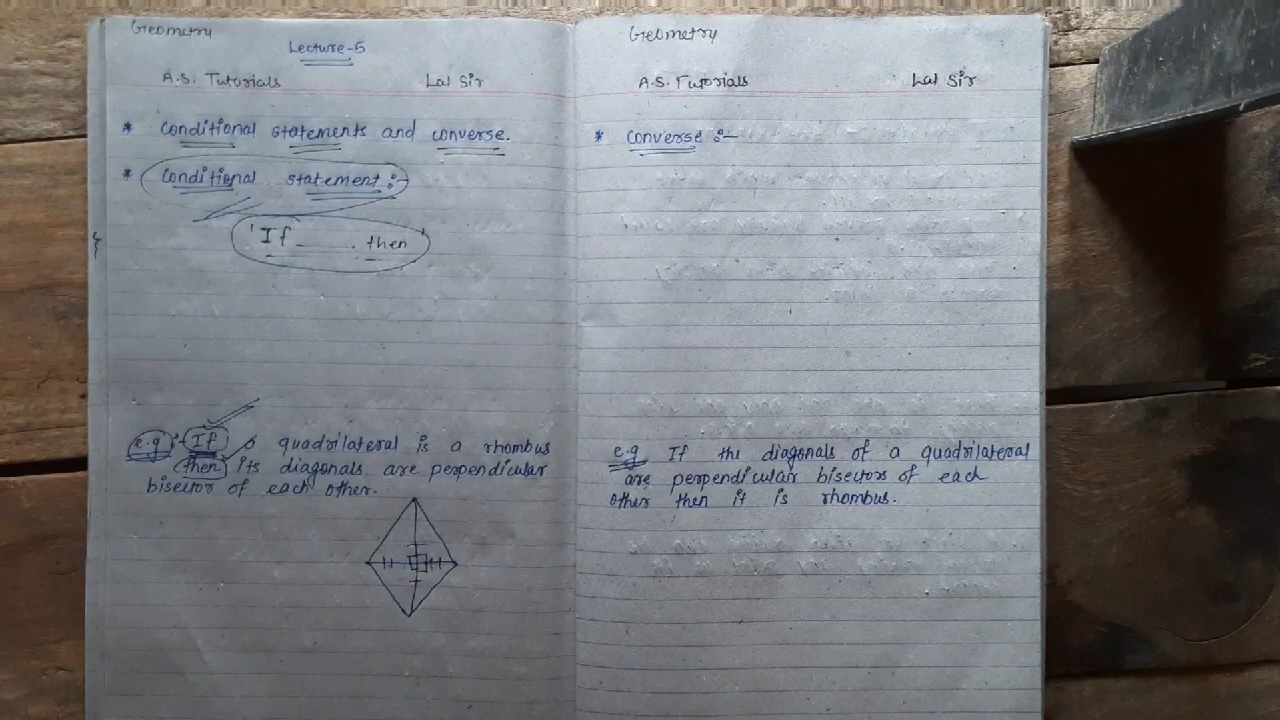 Geometry
Lecture-5
A.S. Tutorials Lal Sir
* Conditional statements and converse.
* Conditional statement :-
'If ____ then'
e.g :- If a quadrilateral is a rhombus
then its diagonals are perpendicular
bisector of each other.
Geometry
A.S. Tutorials Lal Sir
* Converse :-
e.g If the diagonals of a quadrilateral
are perpendicular bisectors of each
other then it is rhombus.